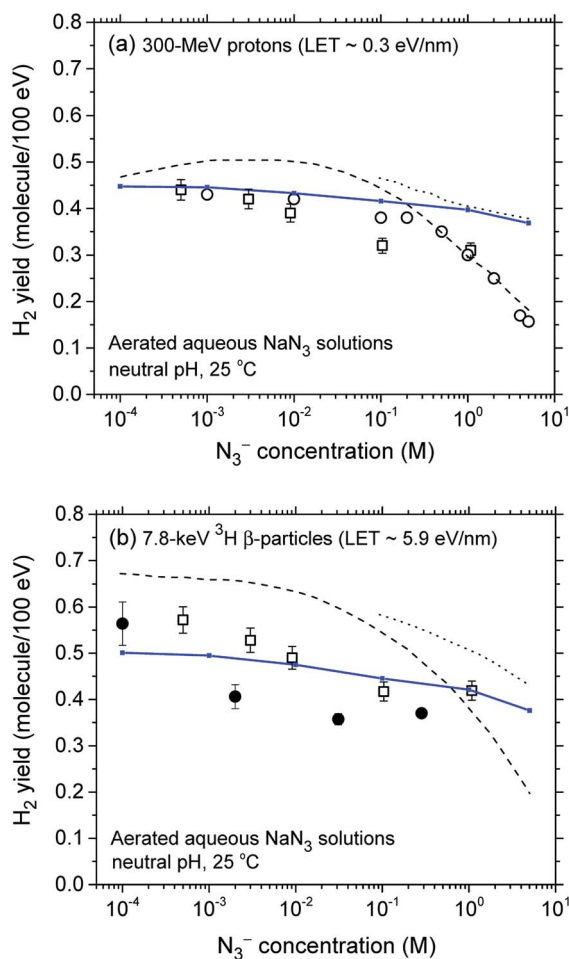 (a) 300-MeV protons (LET ~ 0.3 eV/nm)
0.8
0.7
0.6
0.5
0.4
0.3
0.2
0.1
0.0
H₂ yield (molecule/100 eV)
Aerated aqueous NaN₃ solutions
neutral pH, 25 °C
10⁻⁴ 10⁻³ 10⁻² 10⁻¹ 10⁰ 10¹
N₃⁻ concentration (M)
(b) 7.8-keV ³H β-particles (LET ~ 5.9 eV/nm)
0.8
0.7
0.6
0.5
0.4
0.3
0.2
0.1
0.0
H₂ yield (molecule/100 eV)
Aerated aqueous NaN₃ solutions
neutral pH, 25 °C
10⁻⁴ 10⁻³ 10⁻² 10⁻¹ 10⁰ 10¹
N₃⁻ concentration (M)